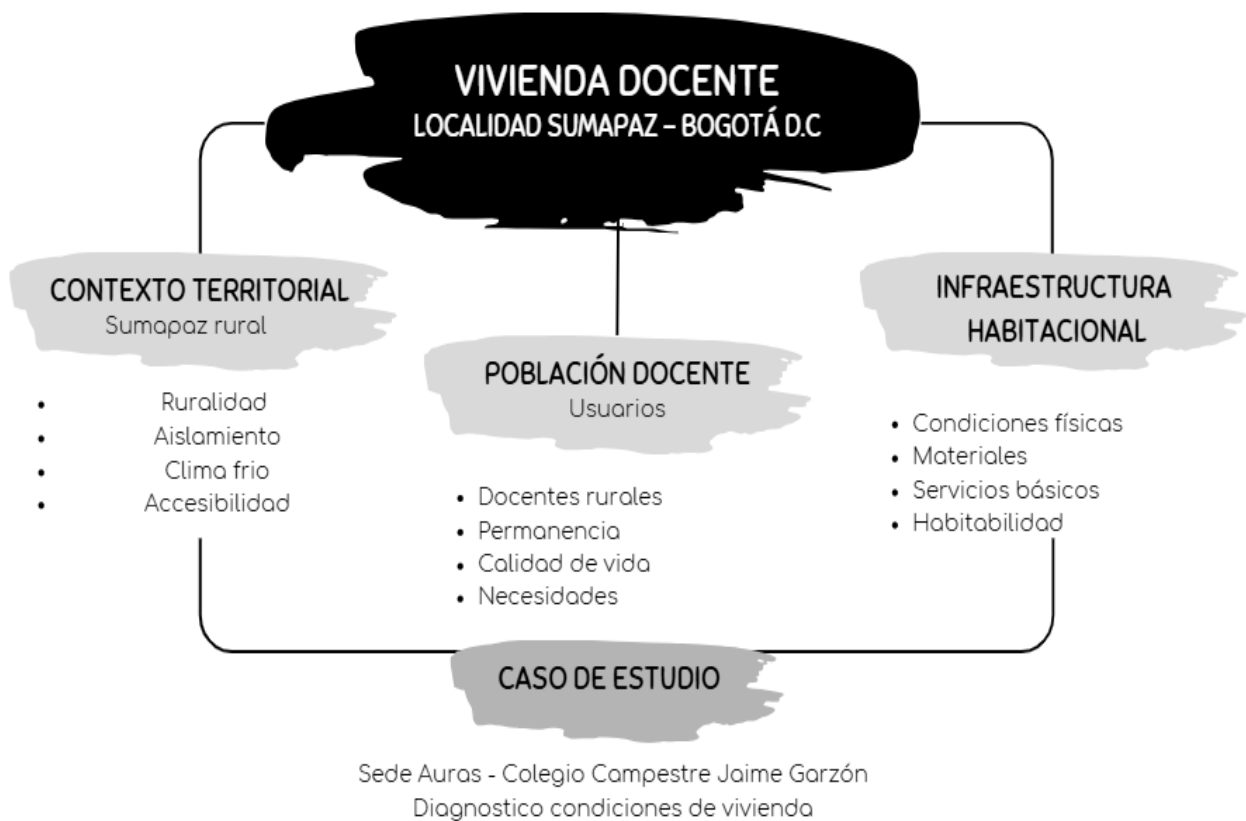 VIVIENDA DOCENTE
LOCALIDAD SUMAPAZ – BOGOTÁ D.C
CONTEXTO TERRITORIAL
Sumapaz rural
• Ruralidad
• Aislamiento
• Clima frio
• Accesibilidad
POBLACIÓN DOCENTE
Usuarios
• Docentes rurales
• Permanencia
• Calidad de vida
• Necesidades
INFRAESTRUCTURA
HABITACIONAL
• Condiciones físicas
• Materiales
• Servicios básicos
• Habitabilidad
CASO DE ESTUDIO
Sede Auras - Colegio Campestre Jaime Garzón
Diagnostico condiciones de vivienda